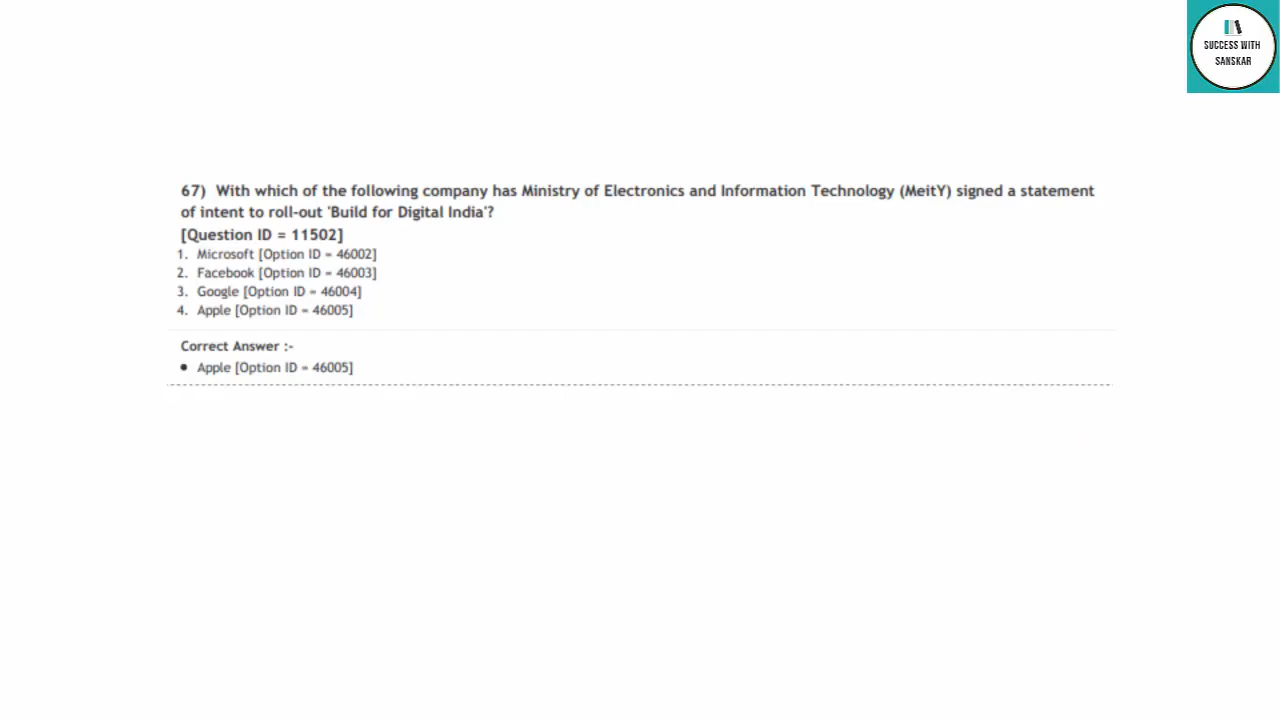 SUCCESS WITH
SANSKAR
67) With which of the following company has Ministry of Electronics and Information Technology (MeitY) signed a statement
of intent to roll-out 'Build for Digital India'?
[Question ID = 11502]
1. Microsoft [Option ID = 46002]
2. Facebook [Option ID = 46003]
3. Google [Option ID = 46004]
4. Apple [Option ID = 46005]
Correct Answer :-
• Apple [Option ID = 46005]